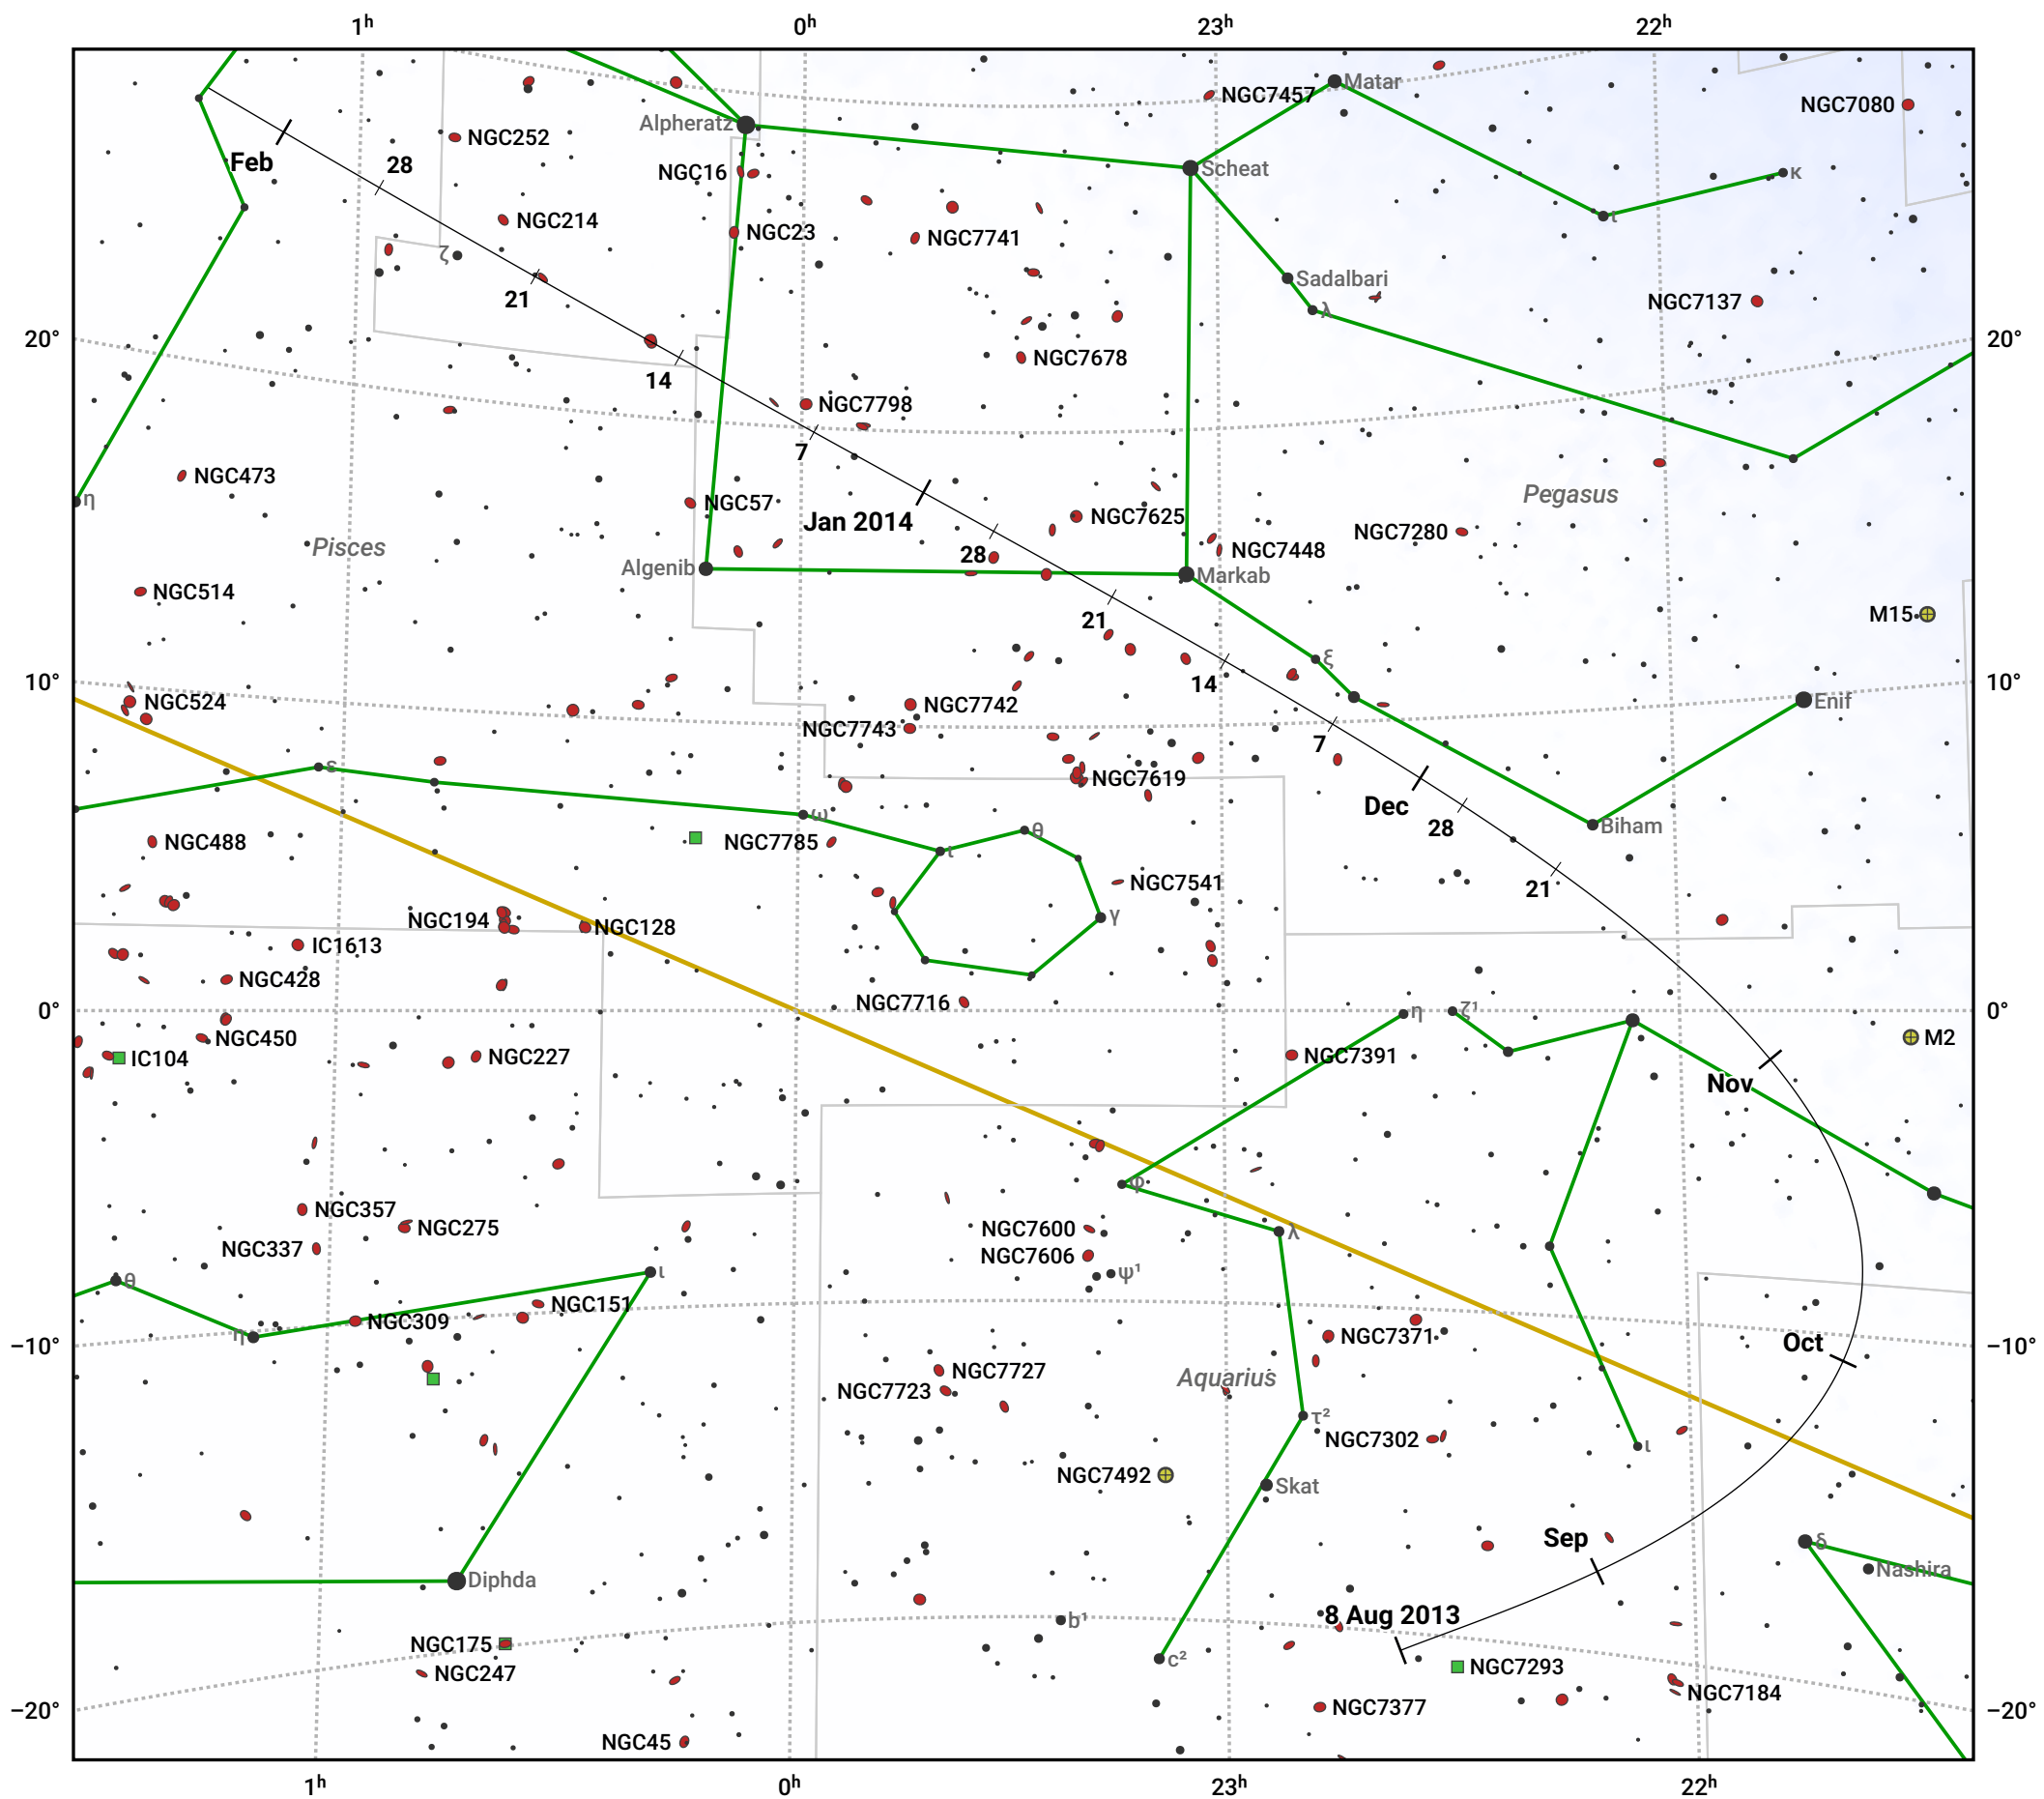 1ʰ 0ʰ 23ʰ 22ʰ
Matar
NGC7457
NGC7080
Alpheratz
NGC252
Feb
28
NGC16
Scheat
κ
NGC214
ι
NGC23
NGC7741
ζ
Sadalbari
21
NGC7137
λ
20° 20°
NGC7678
14
NGC7798
7
NGC473
Pegasus
η
NGC57
Jan 2014
NGC7625
NGC7280
Pisces
28
NGC7448
Algenib
Markab
NGC514
M15
21
ξ
10° 10°
14
NGC524
NGC7742
Enif
NGC7743
7
ε
NGC7619
Dec
ω
28
Biham
θ
NGC488
NGC7785
ι
NGC7541
21
γ
NGC194
NGC128
IC1613
NGC428
NGC7716
0° 0°
η
ζ¹
NGC450
M2
IC104
NGC227
NGC7391
Nov
φ
NGC357
NGC275
NGC7600
λ
NGC337
NGC7606
ψ¹
θ
ι
NGC151
NGC309
η
NGC7371
Oct
−10° −10°
NGC7727
Aquarius
NGC7723
τ²
NGC7302
ι
NGC7492
Skat
Sep
δ
Nashira
Diphda
8 Aug 2013
b¹
NGC175
c²
NGC247
NGC7293
NGC7184
NGC7377
−20° −20°
NGC45
1ʰ 0ʰ 23ʰ 22ʰ